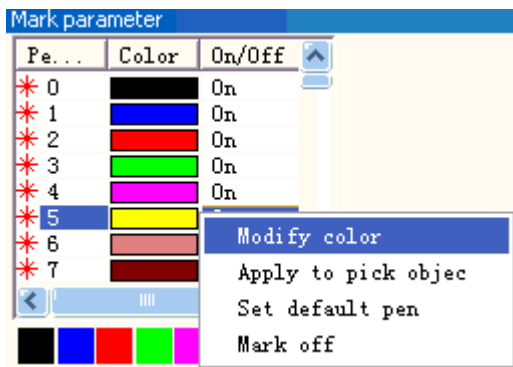 Mark parameter
Pe... Color On/Off
0 On
1 On
2 On
3 On
4 On
5
6
7
Modify color
Apply to pick objec
Set default pen
Mark off